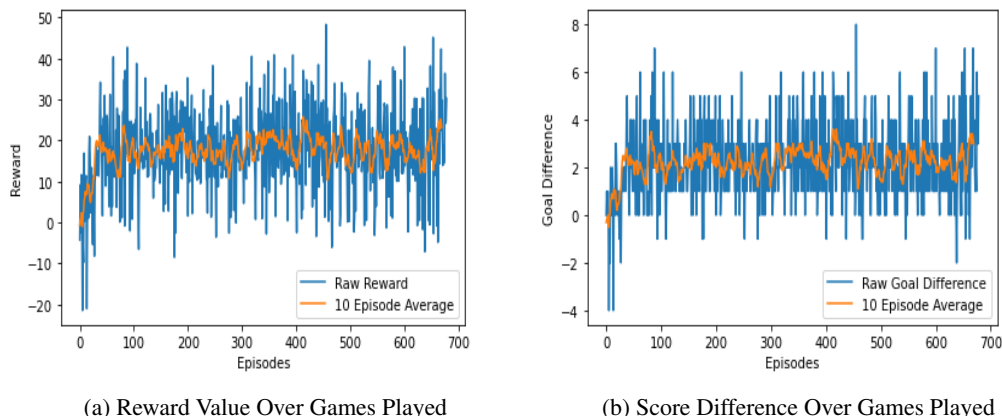 50
40
30
20
10
0
−10
−20
Reward
0 100 200 300 400 500 600 700
Episodes
Raw Reward
10 Episode Average
(a) Reward Value Over Games Played
8
6
4
2
0
−2
−4
Goal Difference
0 100 200 300 400 500 600 700
Episodes
Raw Goal Difference
10 Episode Average
(b) Score Difference Over Games Played